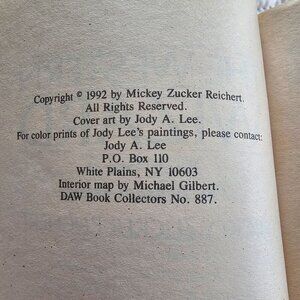 Copyright © 1992 by Mickey Zucker Reichert.
All Rights Reserved.
Cover art by Jody A. Lee.
For color prints of Jody Lee's paintings, please contact:
Jody A. Lee
P.O. Box 110
White Plains, NY 10603
Interior map by Michael Gilbert.
DAW Book Collectors No. 887.